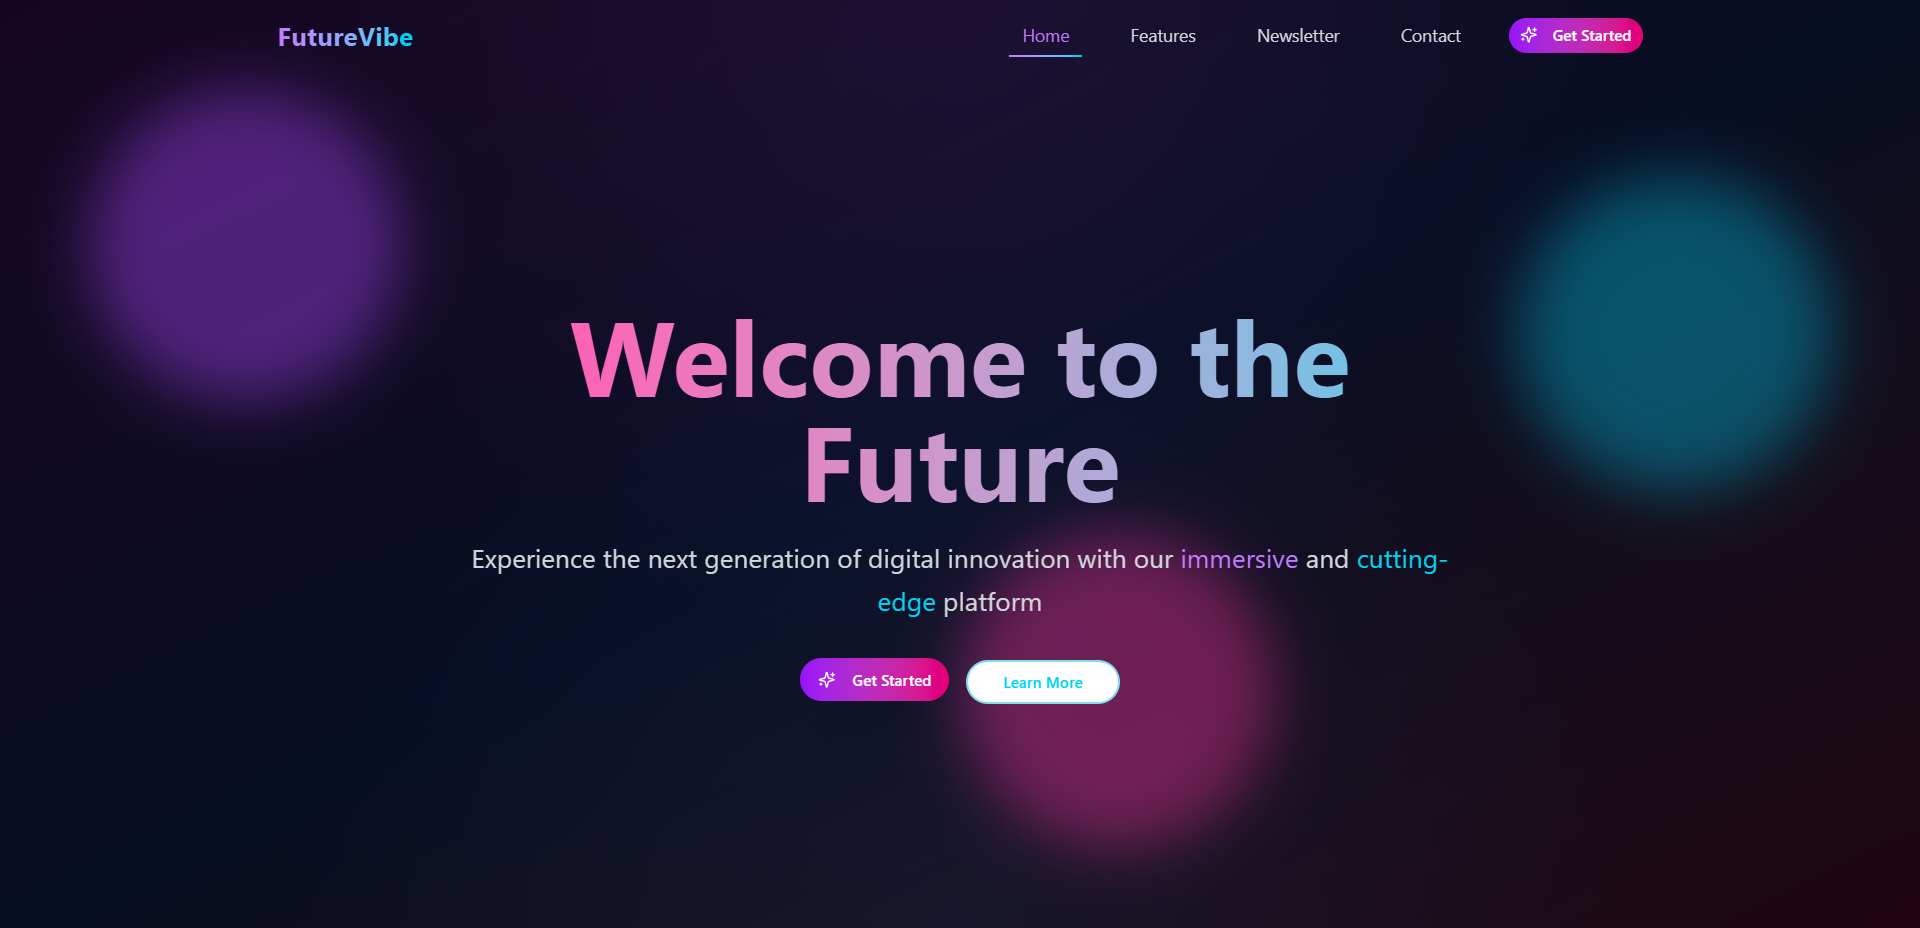 FutureVibe
Home
Features
Newsletter
Contact
Get Started
Welcome to the
Future
Experience the next generation of digital innovation with our immersive and cutting-
edge platform
Get Started
Learn More